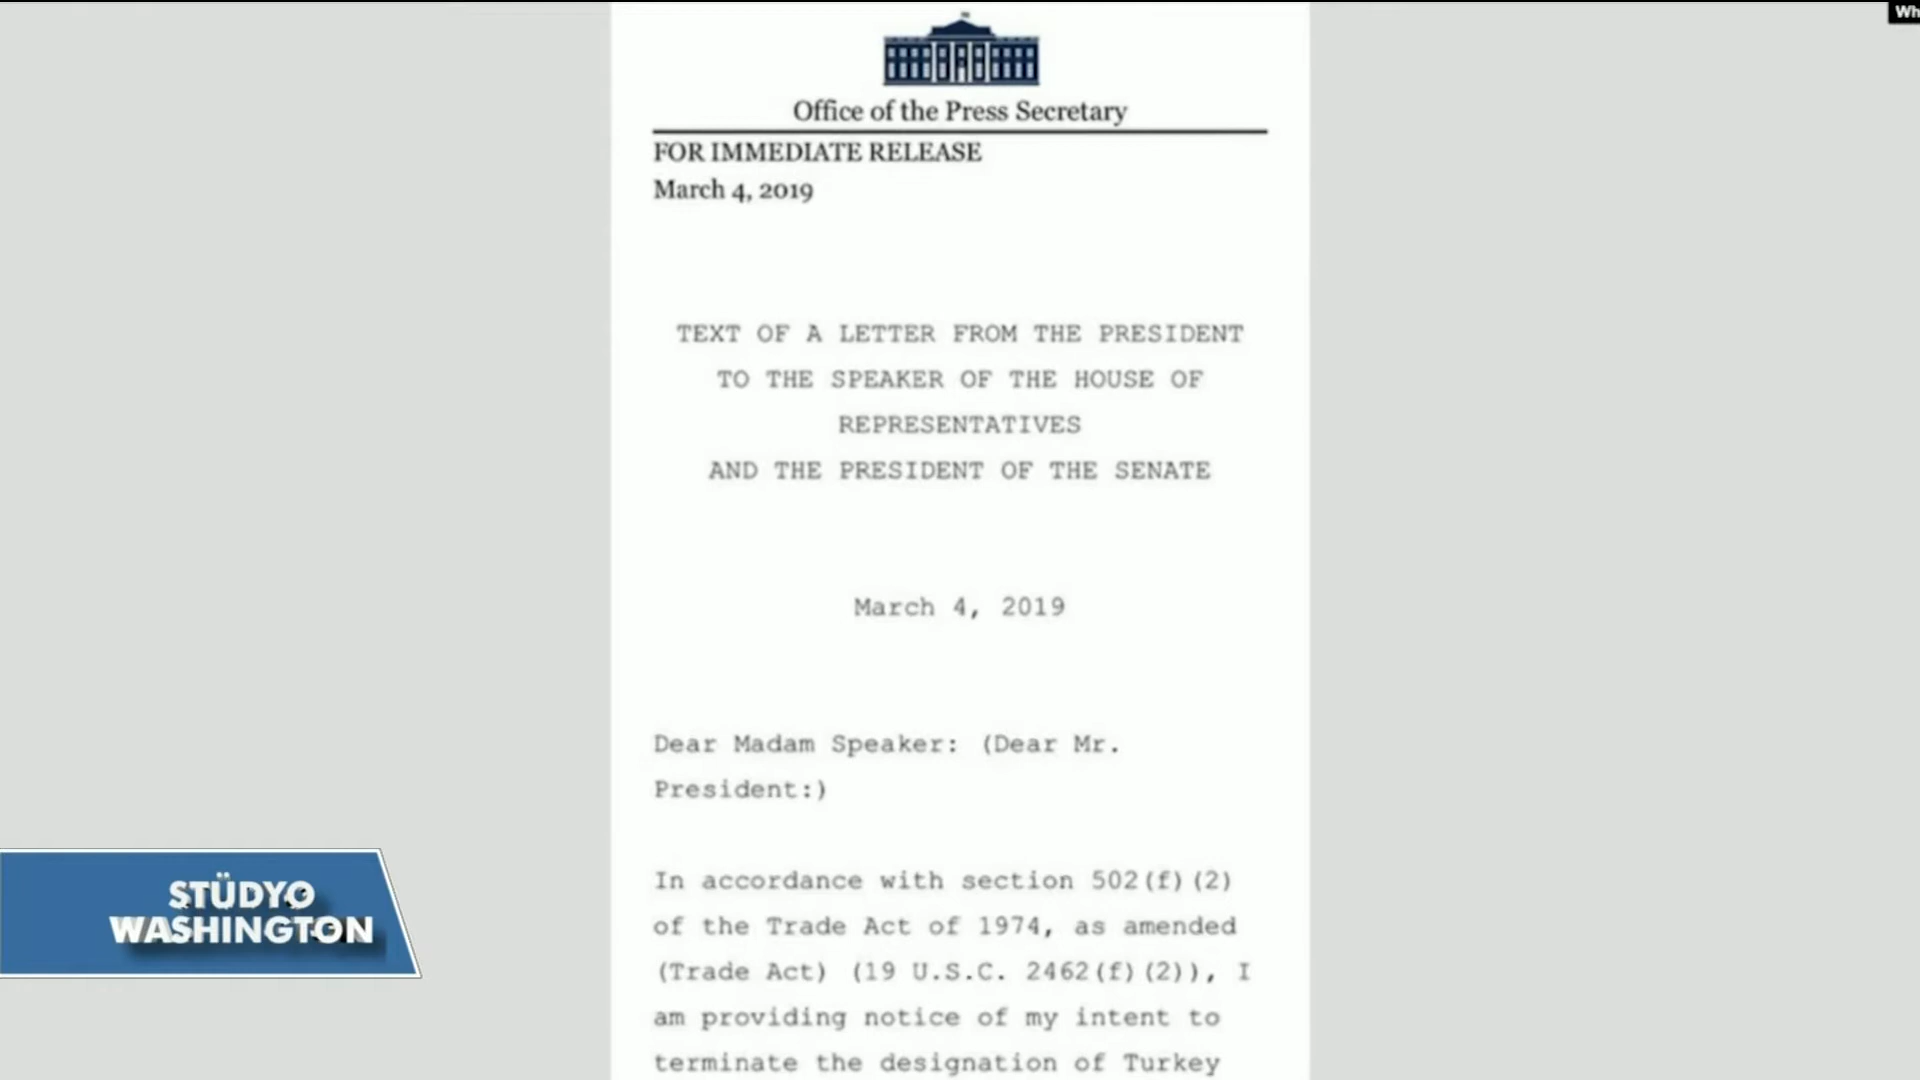 Wh
Office of the Press Secretary
FOR IMMEDIATE RELEASE
March 4, 2019
TEXT OF A LETTER FROM THE PRESIDENT
TO THE SPEAKER OF THE HOUSE OF
REPRESENTATIVES
AND THE PRESIDENT OF THE SENATE
March 4, 2019
Dear Madam Speaker: (Dear Mr.
President:)
In accordance with section 502(f)(2)
of the Trade Act of 1974, as amended
(Trade Act) (19 U.S.C. 2462(f)(2)), I
am providing notice of my intent to
terminate the designation of Turkey
STÜDYO
WASHINGTON